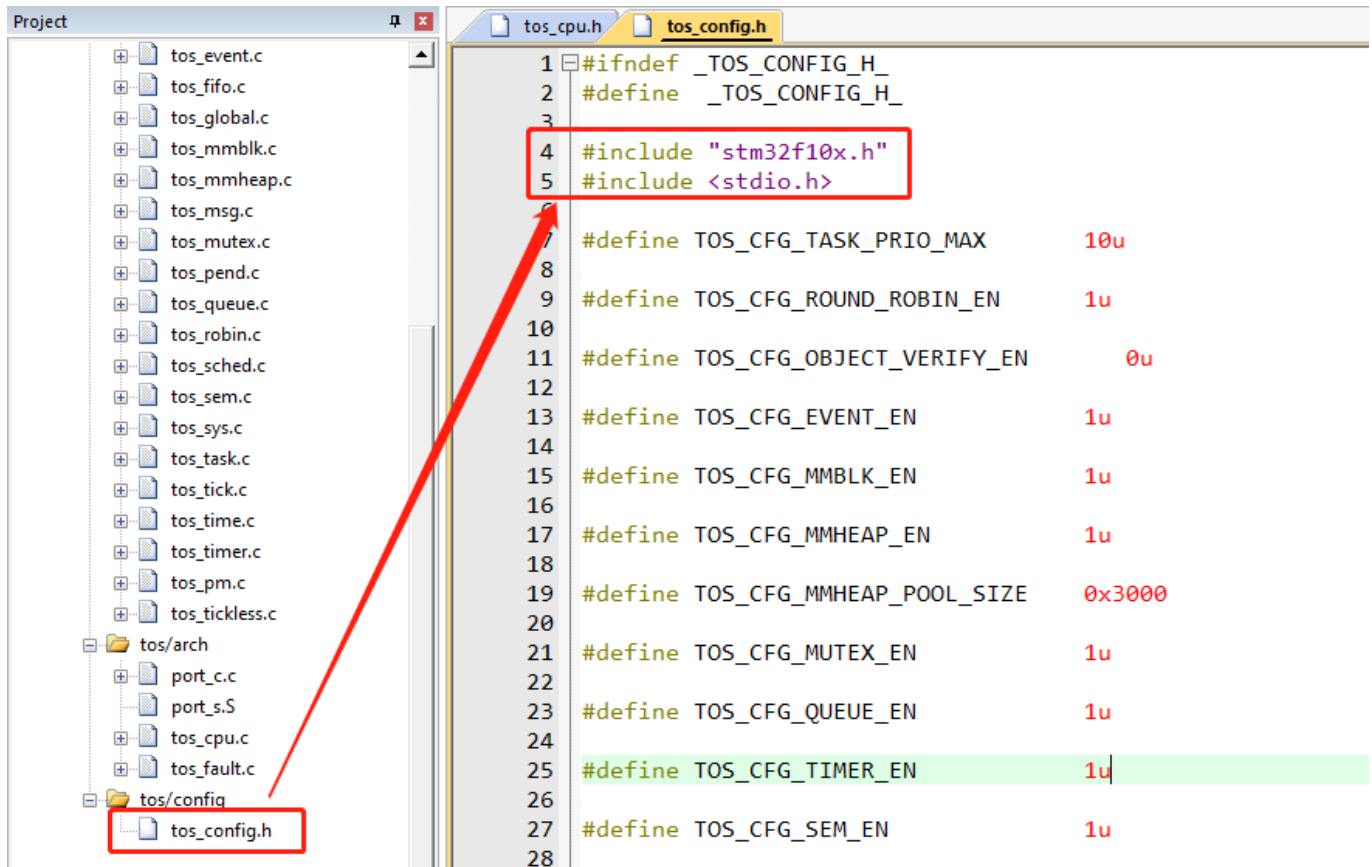 Project
tos_event.c
tos_fifo.c
tos_global.c
tos_mmblk.c
tos_mmheap.c
tos_msg.c
tos_mutex.c
tos_pend.c
tos_queue.c
tos_robin.c
tos_sched.c
tos_sem.c
tos_sys.c
tos_task.c
tos_tick.c
tos_time.c
tos_timer.c
tos_pm.c
tos_tickless.c
tos/arch
port_c.c
port_s.S
tos_cpu.c
tos_fault.c
tos/config
tos_config.h
tos_cpu.h tos_config.h
1 #ifndef _TOS_CONFIG_H_
2 #define _TOS_CONFIG_H_
3
4 #include "stm32f10x.h"
5 #include <stdio.h>
6
7 #define TOS_CFG_TASK_PRIO_MAX 10u
8
9 #define TOS_CFG_ROUND_ROBIN_EN 1u
10
11 #define TOS_CFG_OBJECT_VERIFY_EN 0u
12
13 #define TOS_CFG_EVENT_EN 1u
14
15 #define TOS_CFG_MMBLK_EN 1u
16
17 #define TOS_CFG_MMHEAP_EN 1u
18
19 #define TOS_CFG_MMHEAP_POOL_SIZE 0x3000
20
21 #define TOS_CFG_MUTEX_EN 1u
22
23 #define TOS_CFG_QUEUE_EN 1u
24
25 #define TOS_CFG_TIMER_EN 1u
26
27 #define TOS_CFG_SEM_EN 1u
28